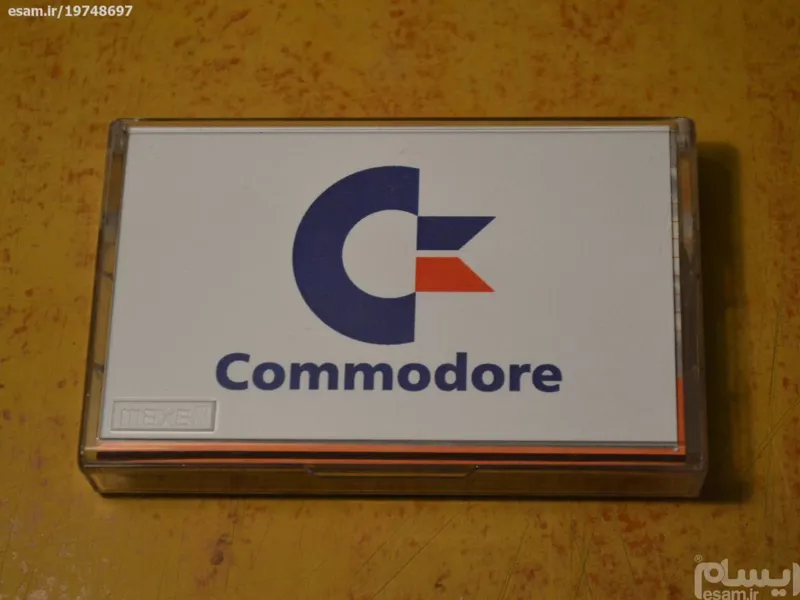 esam.ir/19748697
Commodore
maxell
ایسام
esam.ir